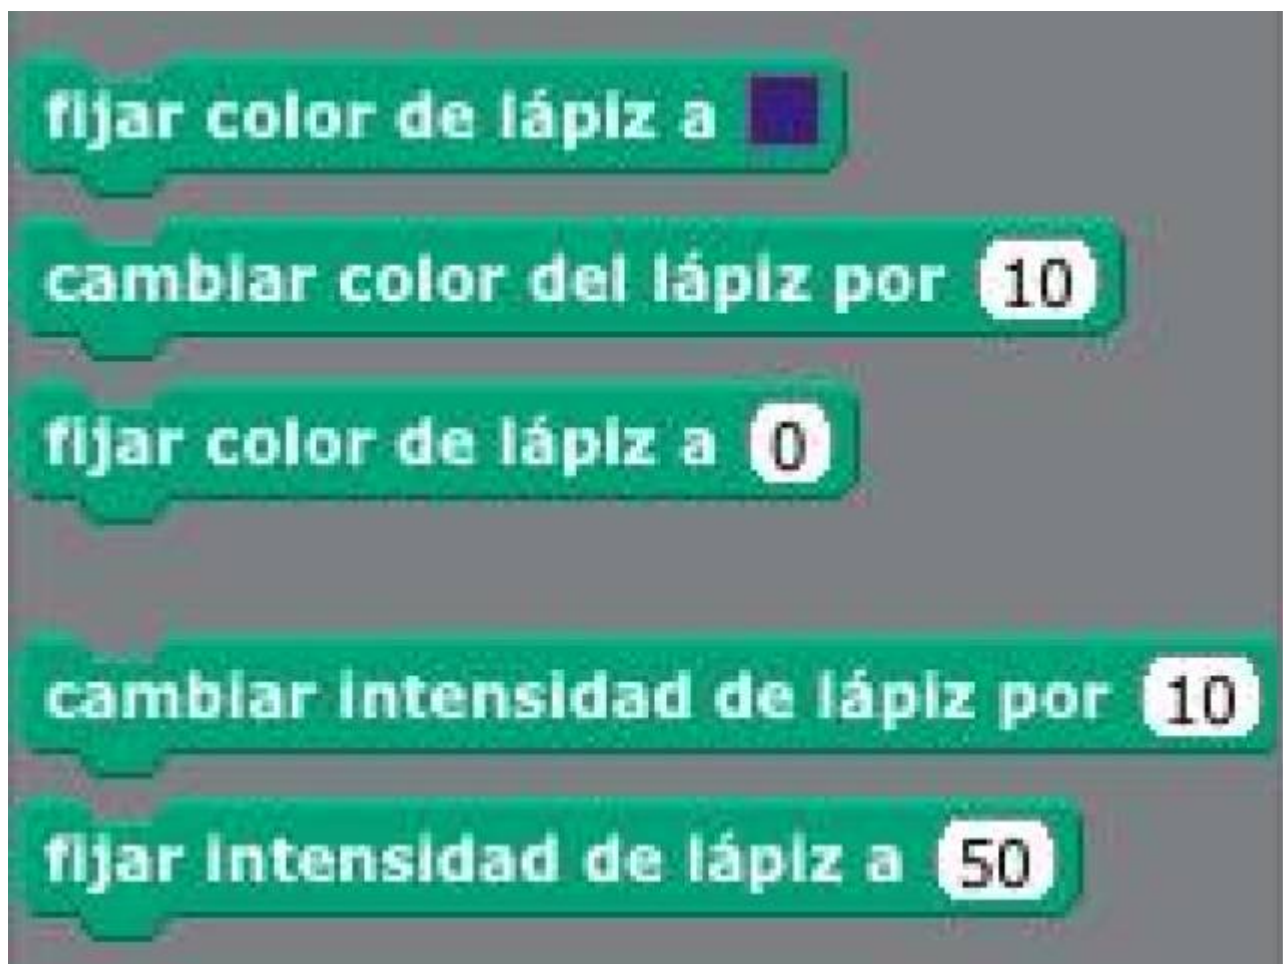 fijar color de lápiz a
cambiar color del lápiz por 10
fijar color de lápiz a 0
cambiar intensidad de lápiz por 10
fijar intensidad de lápiz a 50